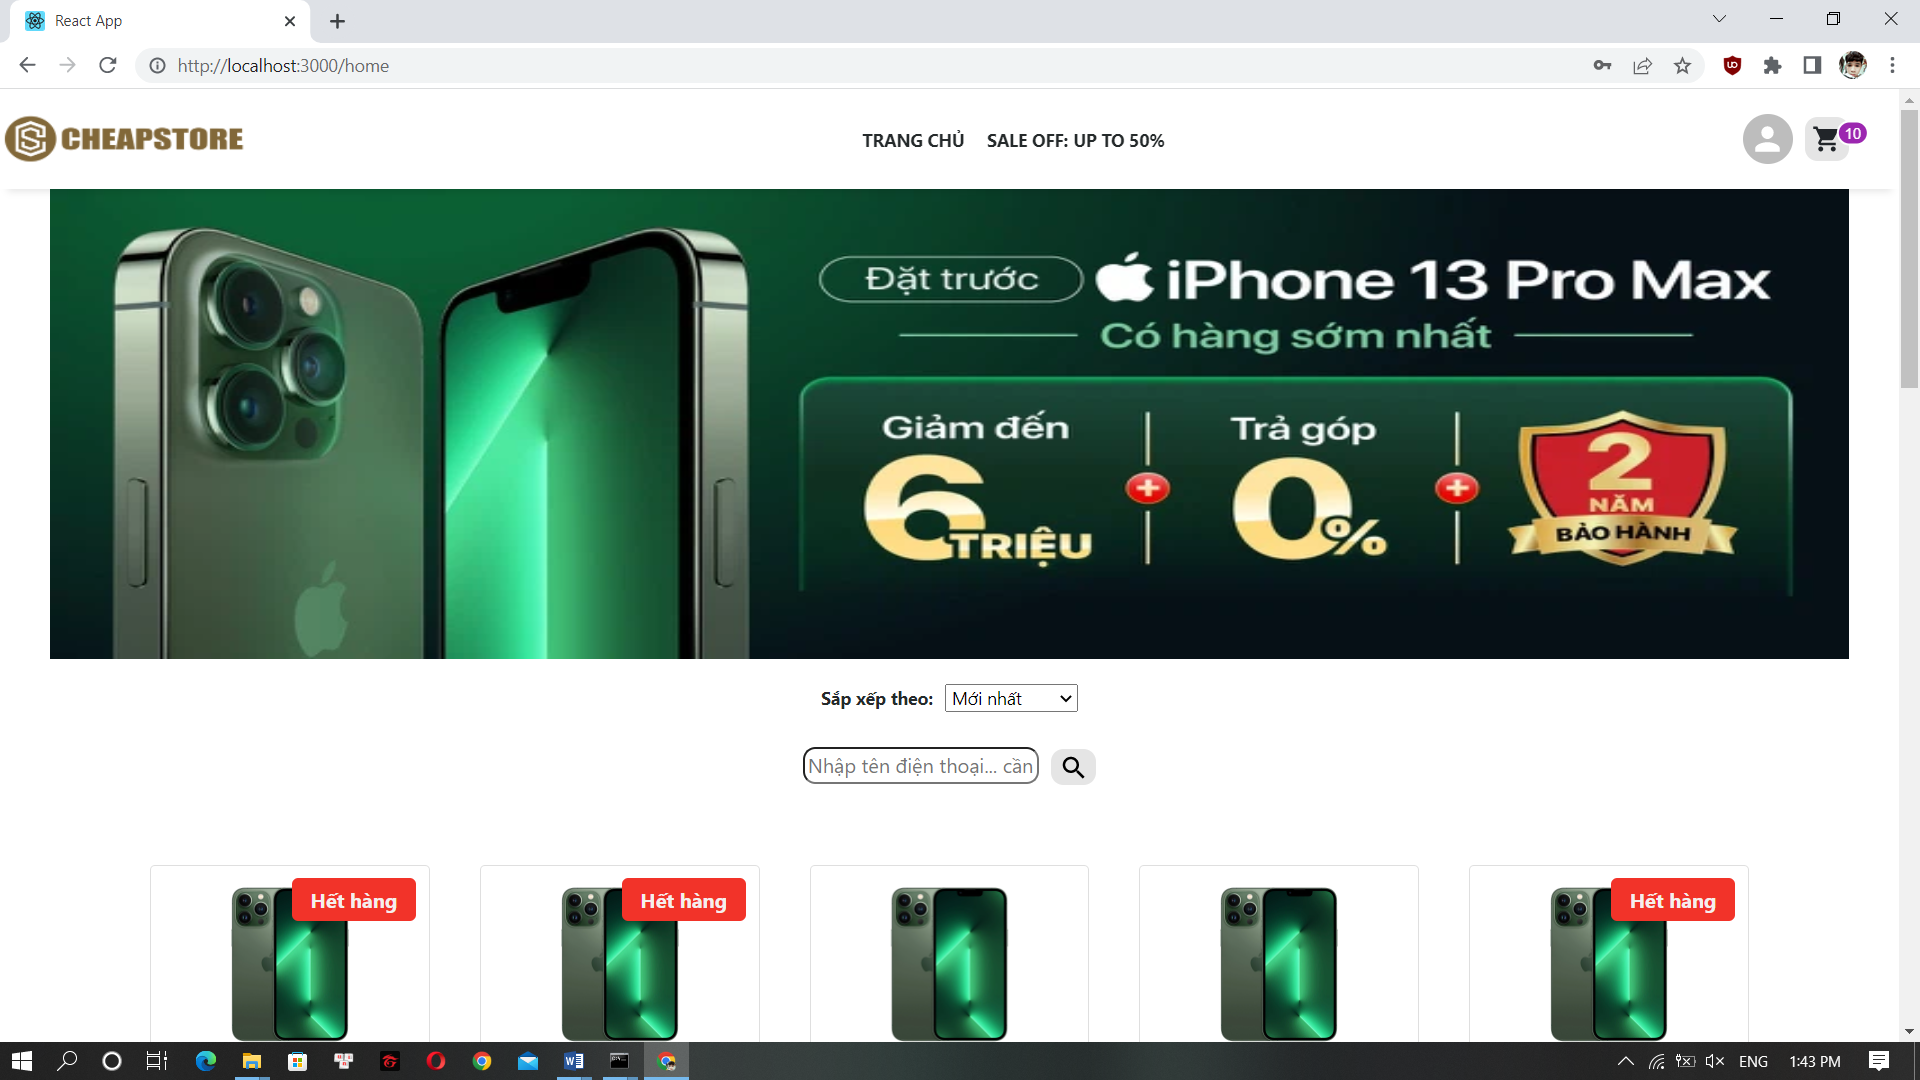 React App
http://localhost:3000/home
CHEAPSTORE
TRANG CHỦ
SALE OFF: UP TO 50%
10
Đặt trước
iPhone 13 Pro Max
Có hàng sớm nhất
Giảm đến
6 TRIỆU
Trả góp
0%
2
NĂM
BẢO HÀNH
Sắp xếp theo:
Mới nhất
Nhập tên điện thoại... cần
Hết hàng
Hết hàng
Hết hàng
ENG
1:43 PM